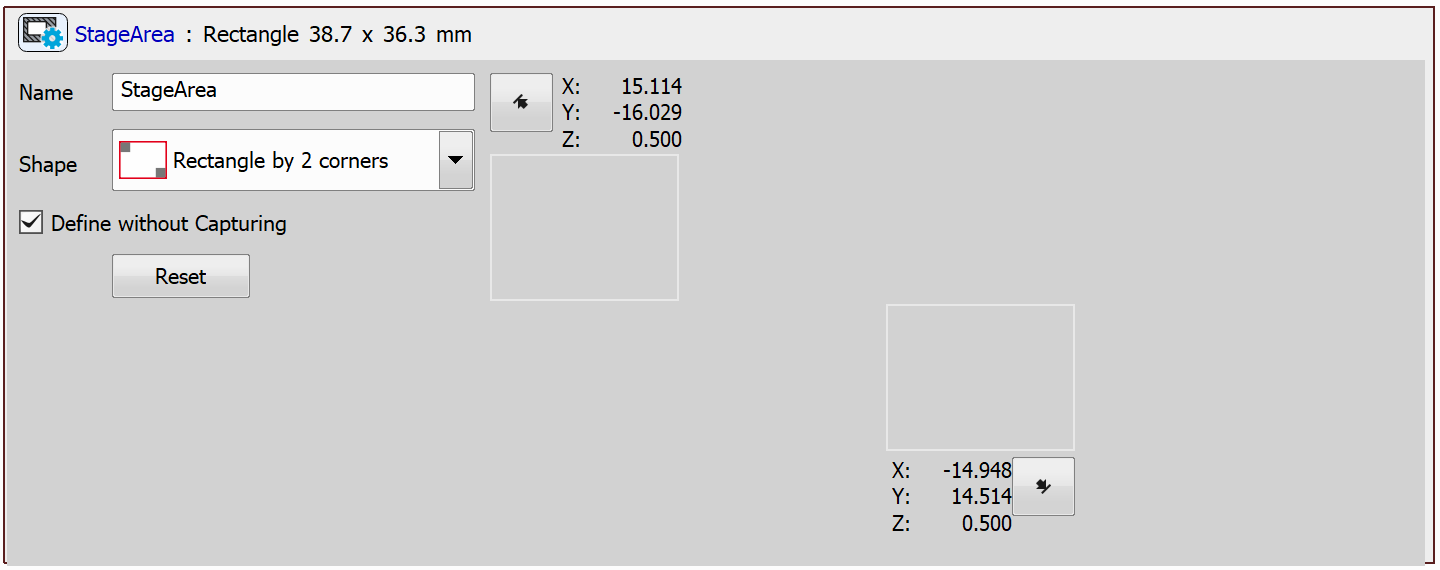 StageArea : Rectangle 38.7 x 36.3 mm
Name StageArea
Shape Rectangle by 2 corners
Define without Capturing
Reset
X: 15.114
Y: -16.029
Z: 0.500
X: -14.948
Y: 14.514
Z: 0.500